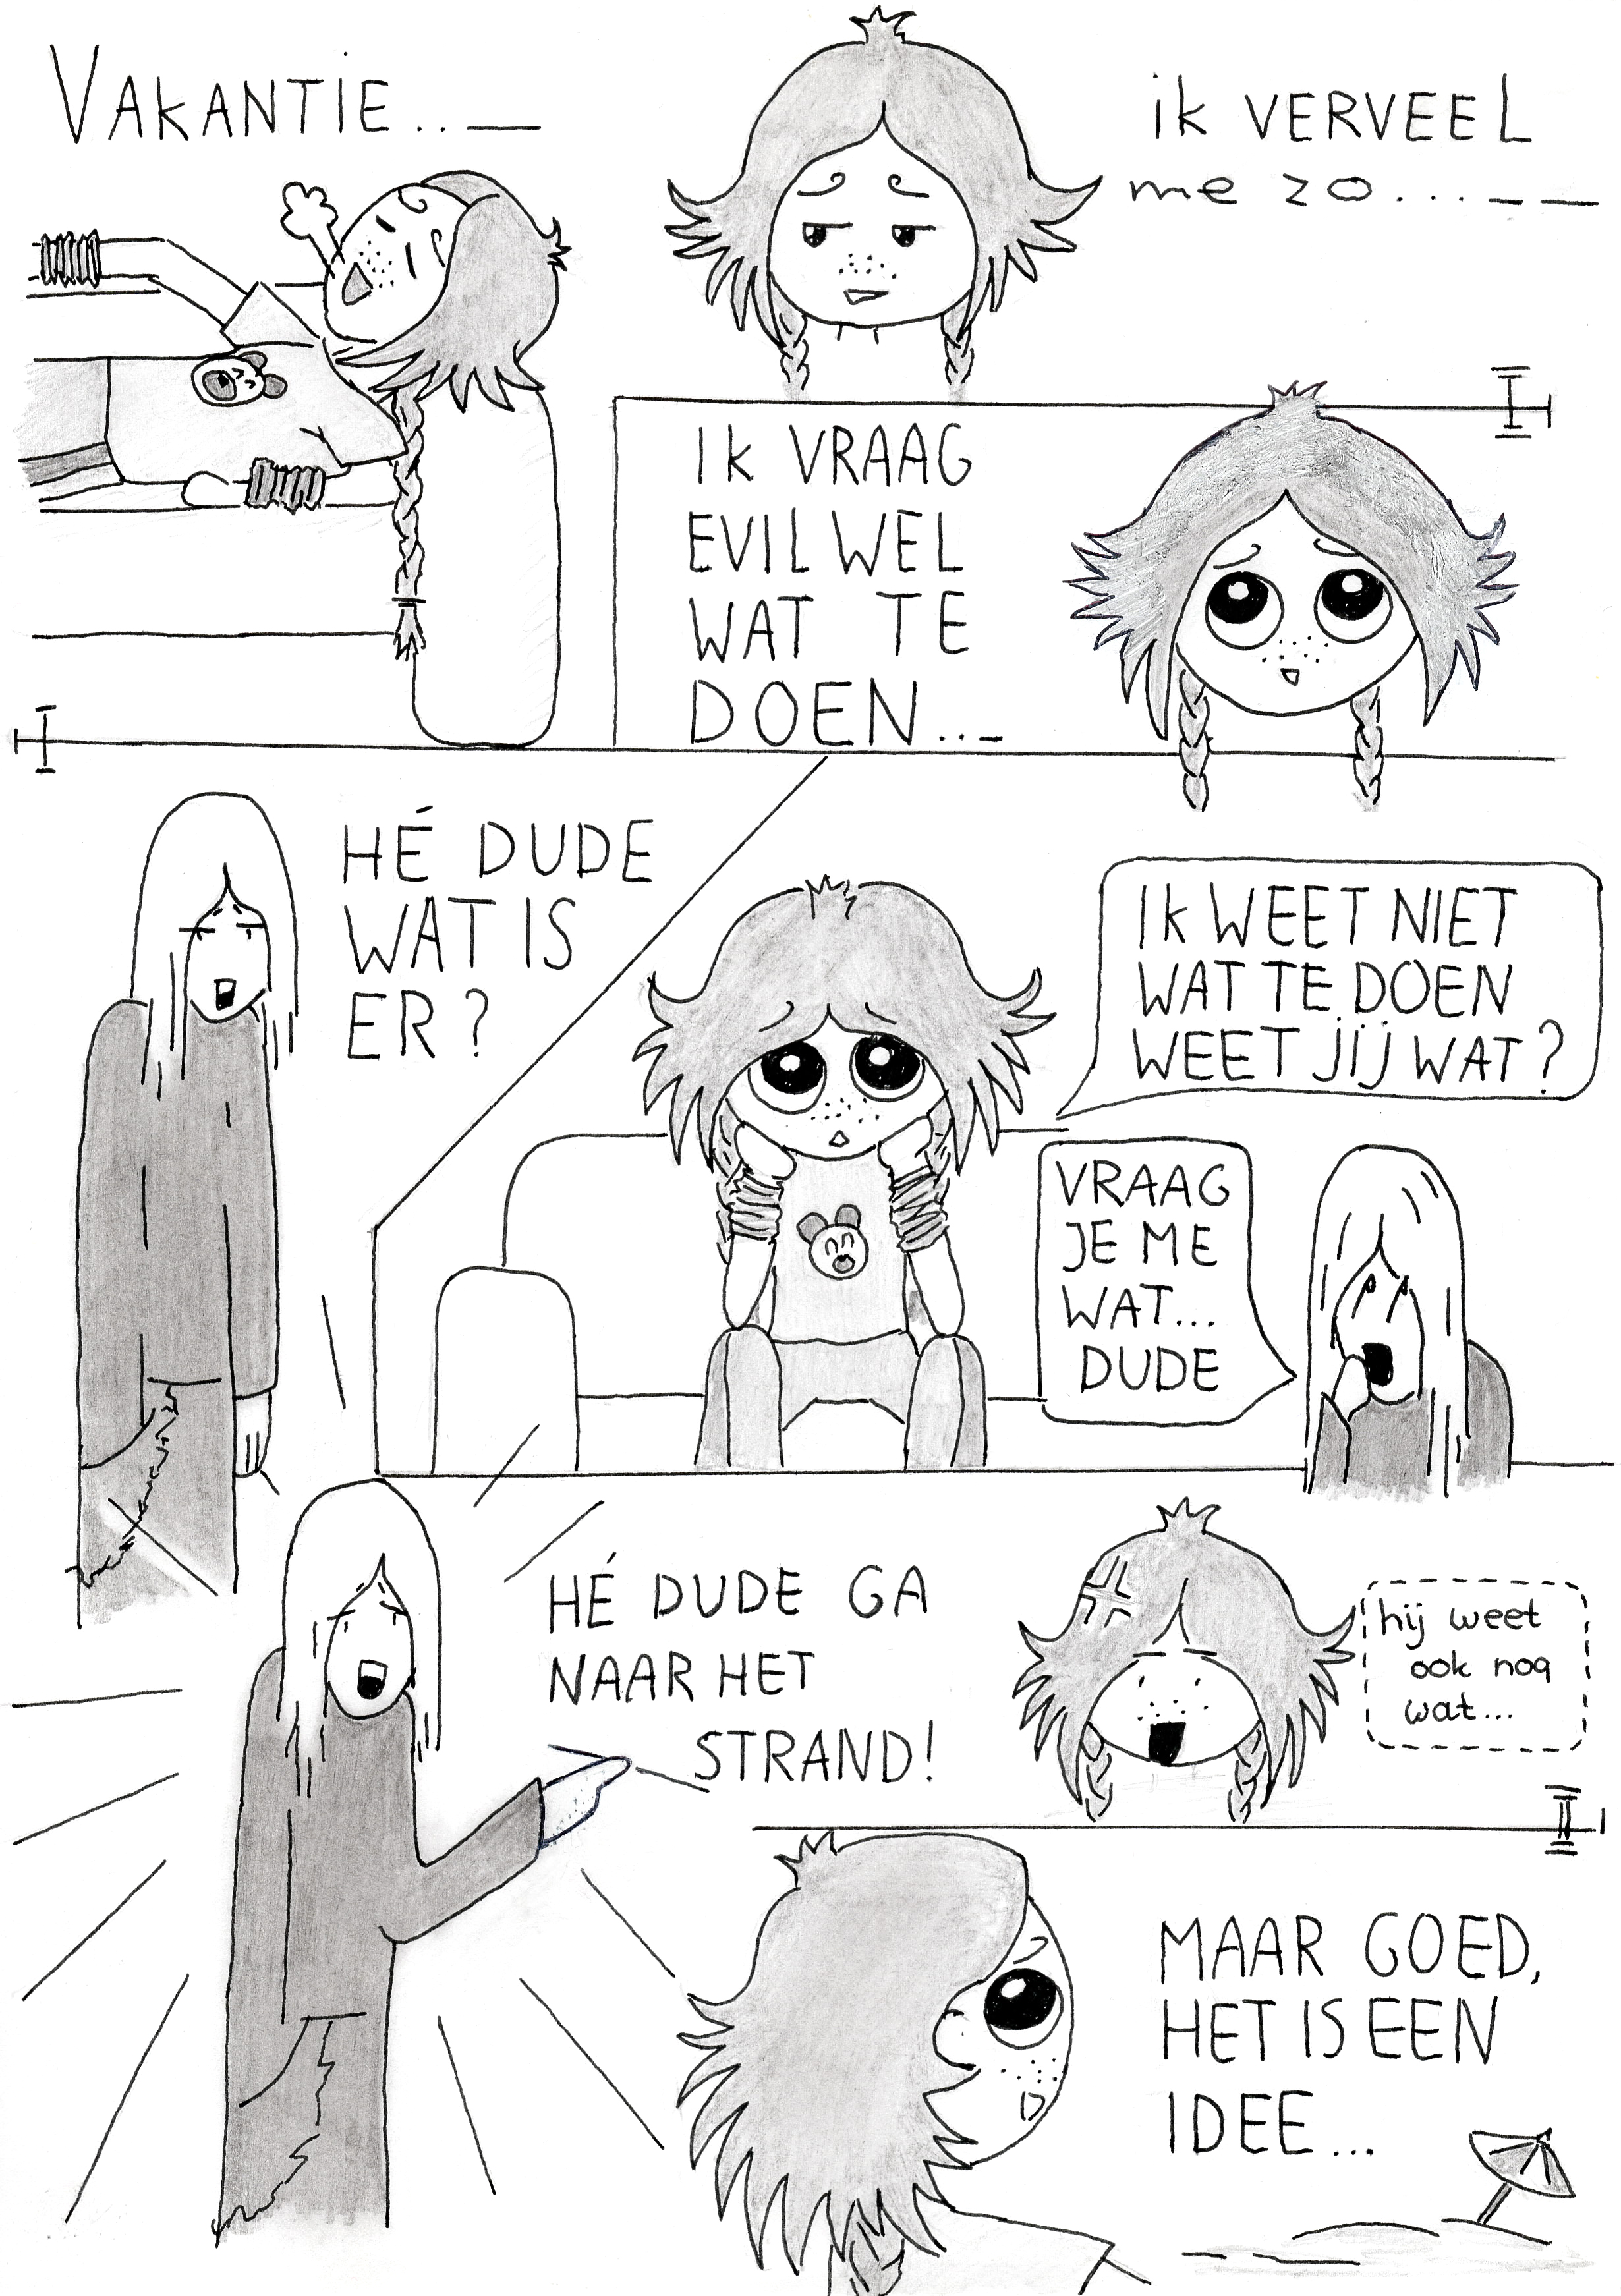 VAKANTIE..__
iK VERVEEL
me zo...___
IK VRAAG
EVIL WEL
WAT TE
DOEN.._
HÉ DUDE
WAT IS
ER?
IK WEET NIET
WAT TE DOEN
WEET JIJ WAT?
VRAAG
JE ME
WAT...
DUDE
HÉ DUDE GA
NAAR HET
STRAND!
hij weet
ook nog
wat...
MAAR GOED,
HET IS EEN
IDEE...